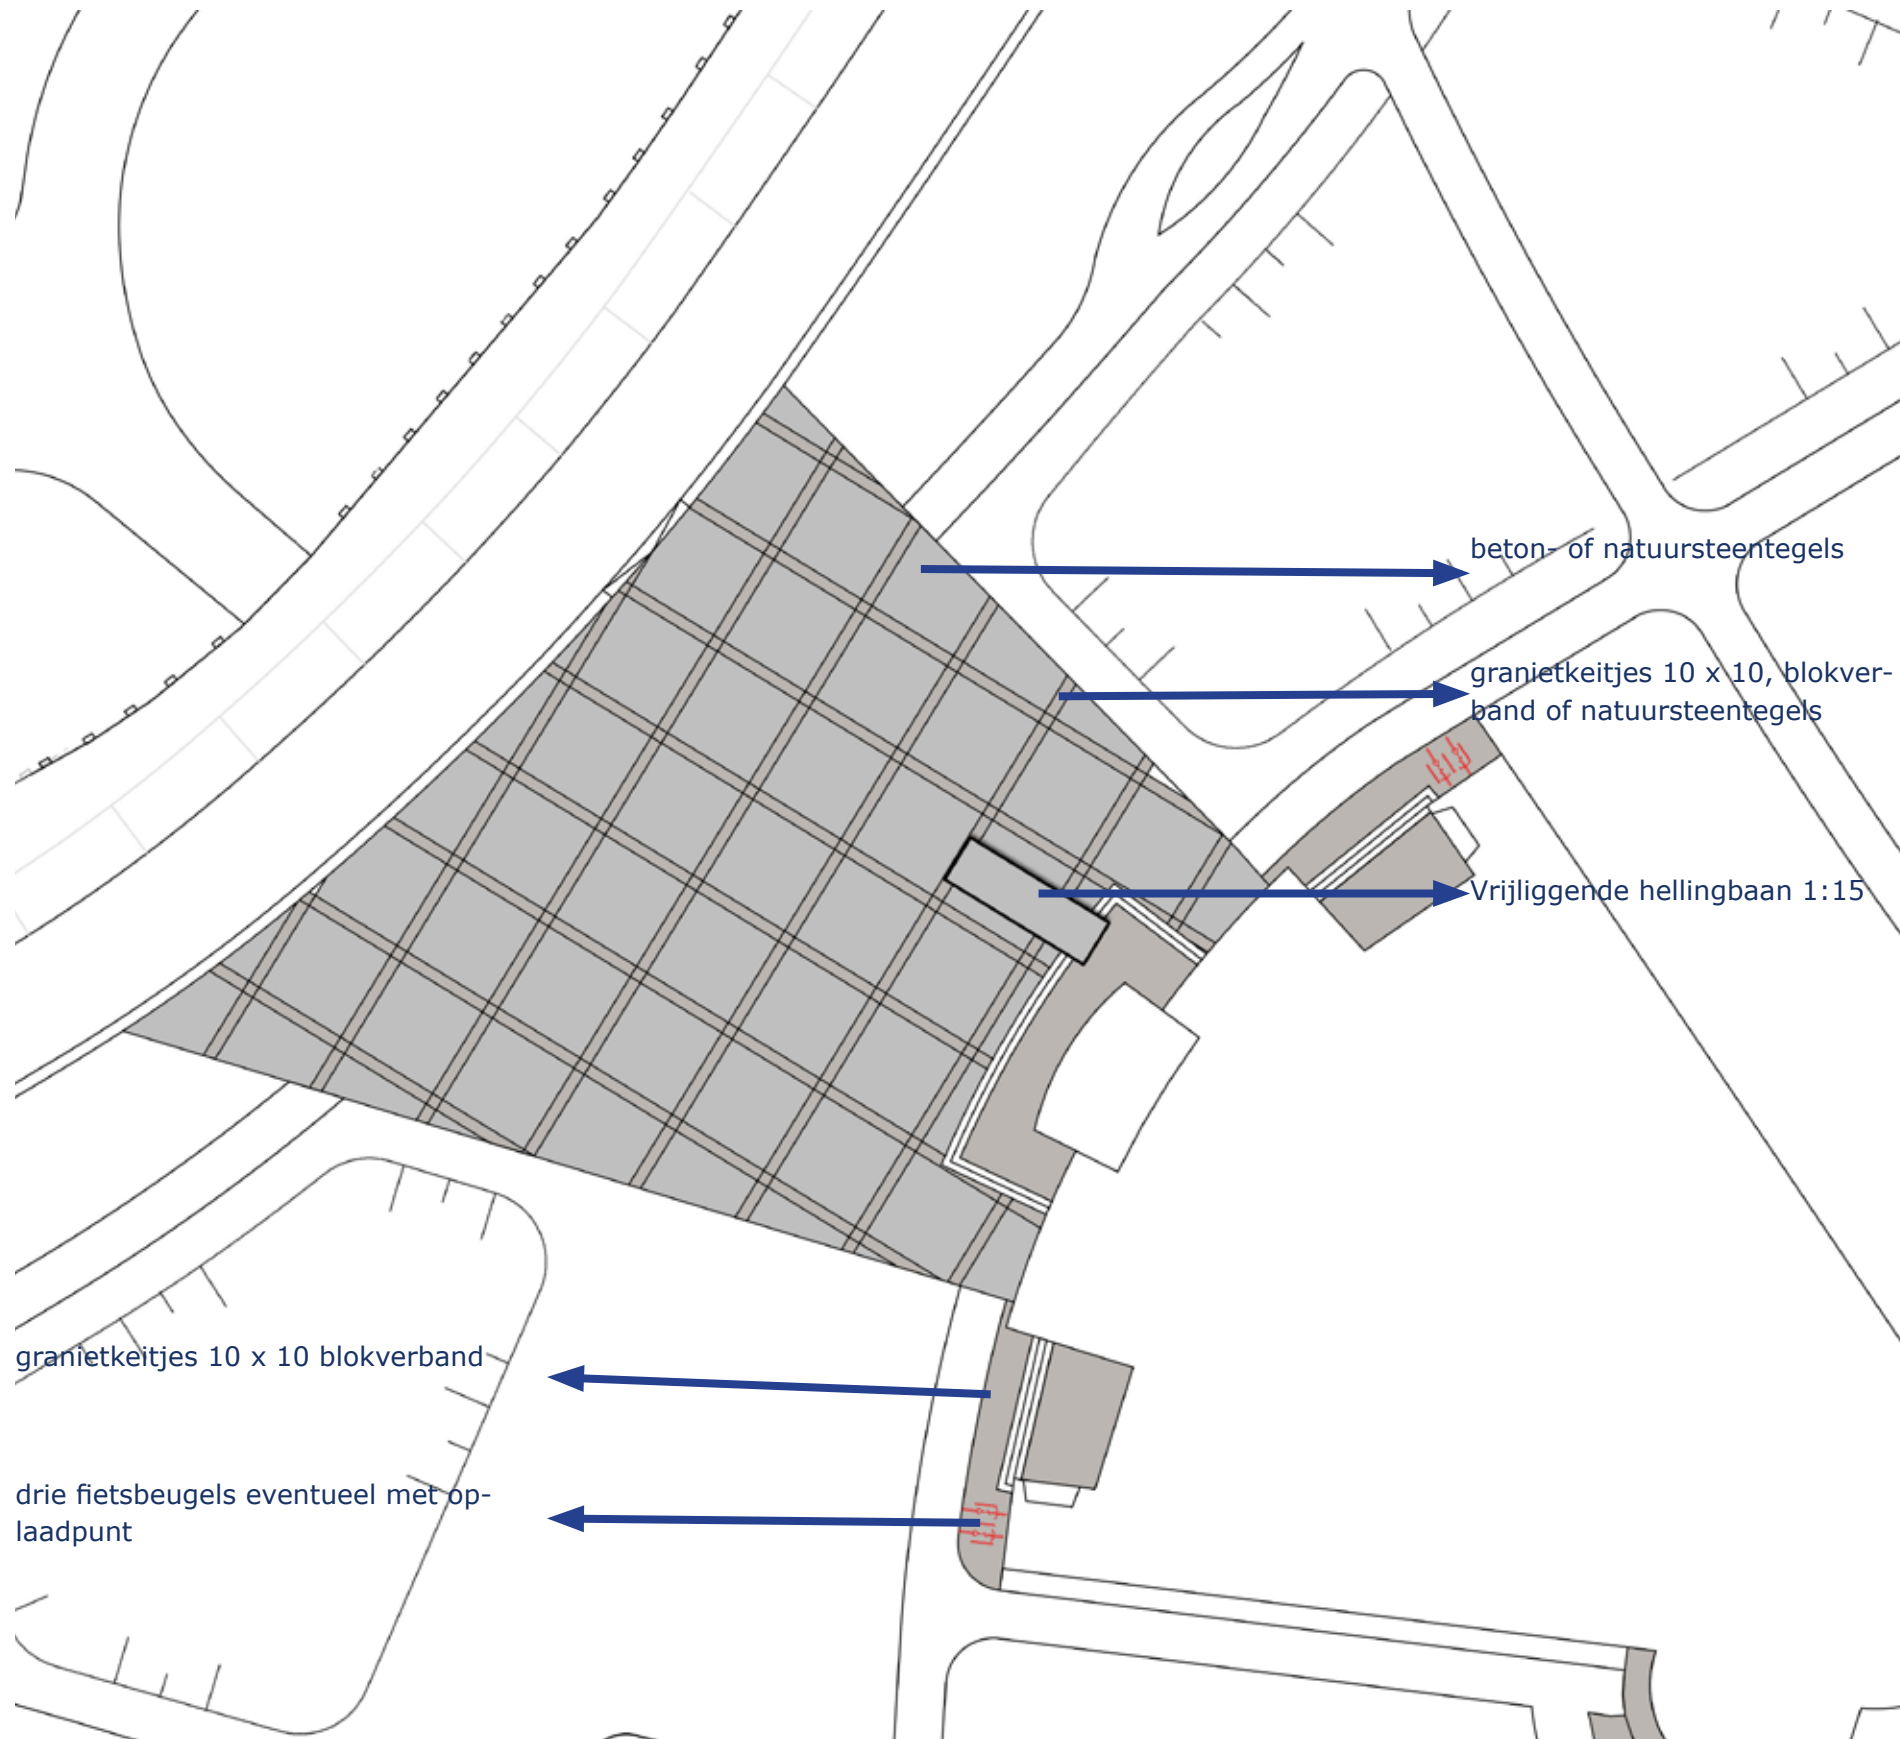 beton- of natuursteentegels
granietkeitjes 10 x 10, blokver-
band of natuursteentegels
Vrijliggende hellingbaan 1:15
granietkeitjes 10 x 10 blokverband
drie fietsbeugels eventueel met op-
laadpunt